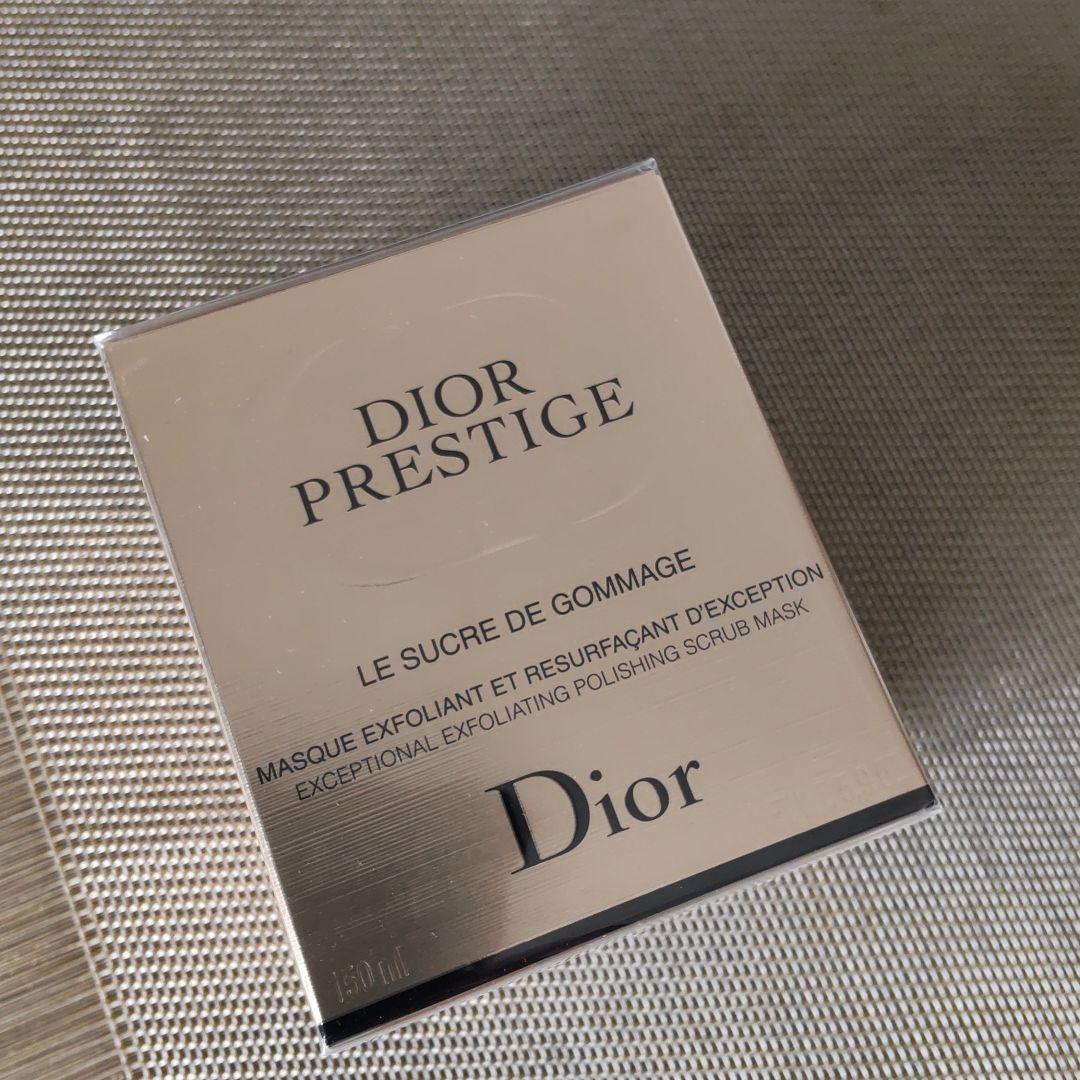 DIOR
PRESTIGE
LE SUCRE DE GOMMAGE
MASQUE EXFOLIANT ET RESURFAÇANT D'EXCEPTION
EXCEPTIONAL EXFOLIATING POLISHING SCRUB MASK
Dior
150 ml